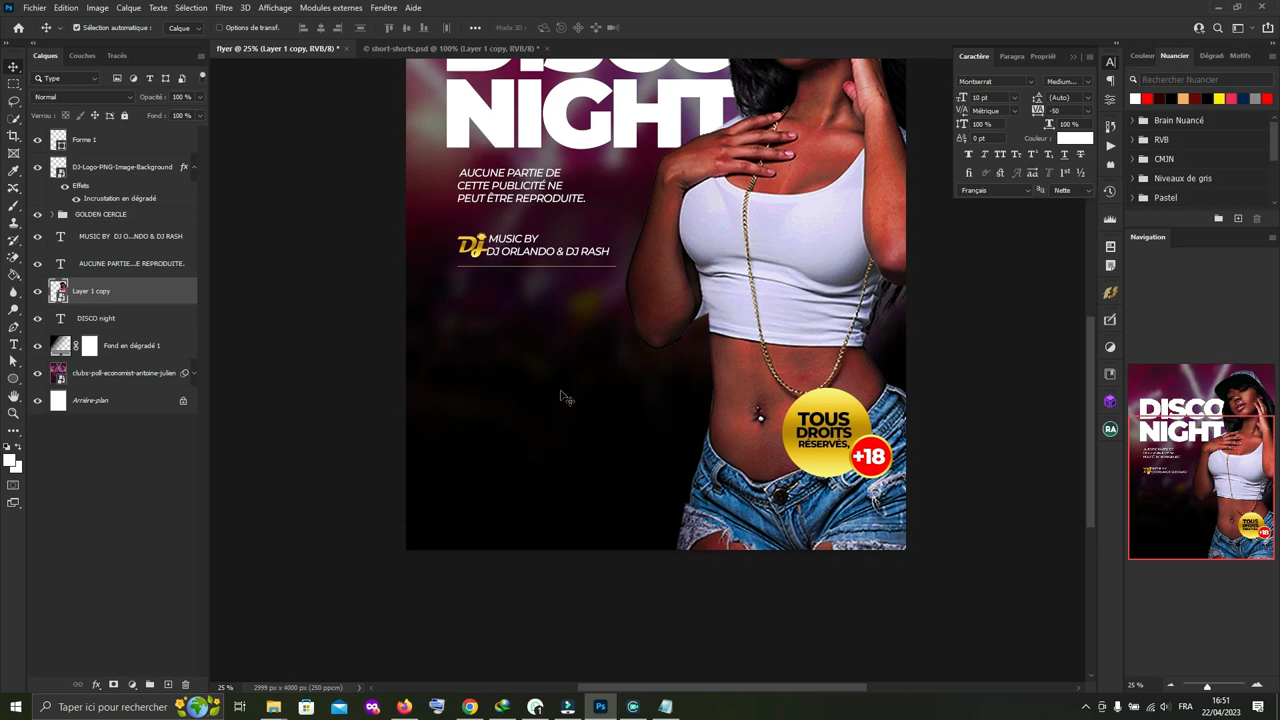 Fichier Edition Image Calque Texte Sélection Filtre 3D Affichage Modules externes Fenêtre Aide
Sélection automatique : Calque Options de transf. Mode 3D :
flyer @ 25% (Layer 1 copy, RVB/8) *
© short-shorts.psd @ 100% (Layer 1 copy, RVB/8) *
Calques Couches Tracés
Type
Normal Opacité : 100 %
Verrou : Fond : 100 %
Forme 1
DJ-Logo-PNG-Image-Background fx
Effets
Incrustation en dégradé
GOLDEN CERCLE
MUSIC BY DJ O...NDO & DJ RASH
AUCUNE PARTIE...E REPRODUITE.
Layer 1 copy
DISCO night
Fond en dégradé 1
clubs-poli-economist-antoine-julien
Arrière-plan
DISCO
NIGHT
AUCUNE PARTIE DE
CETTE PUBLICITÉ NE
PEUT ÊTRE REPRODUITE.
Dj MUSIC BY
DJ ORLANDO & DJ RASH
TOUS
DROITS
RÉSERVÉS,
+18
Caractère Paragra Propriét
Montserrat Medium...
10 pt (Auto)
Métrique -50
100 % 100 %
0 pt Couleur :
Français Nette
Couleur Nuancier Dégrad Motifs
Rechercher Nuancier
Brain Nuancé
RVB
CMJN
Niveaux de gris
Pastel
Navigation
DISCO
NIGHT
25 %
25 % 2999 px x 4000 px (250 ppcm)
Taper ici pour rechercher
Ps
FRA
16:51
22/04/2023